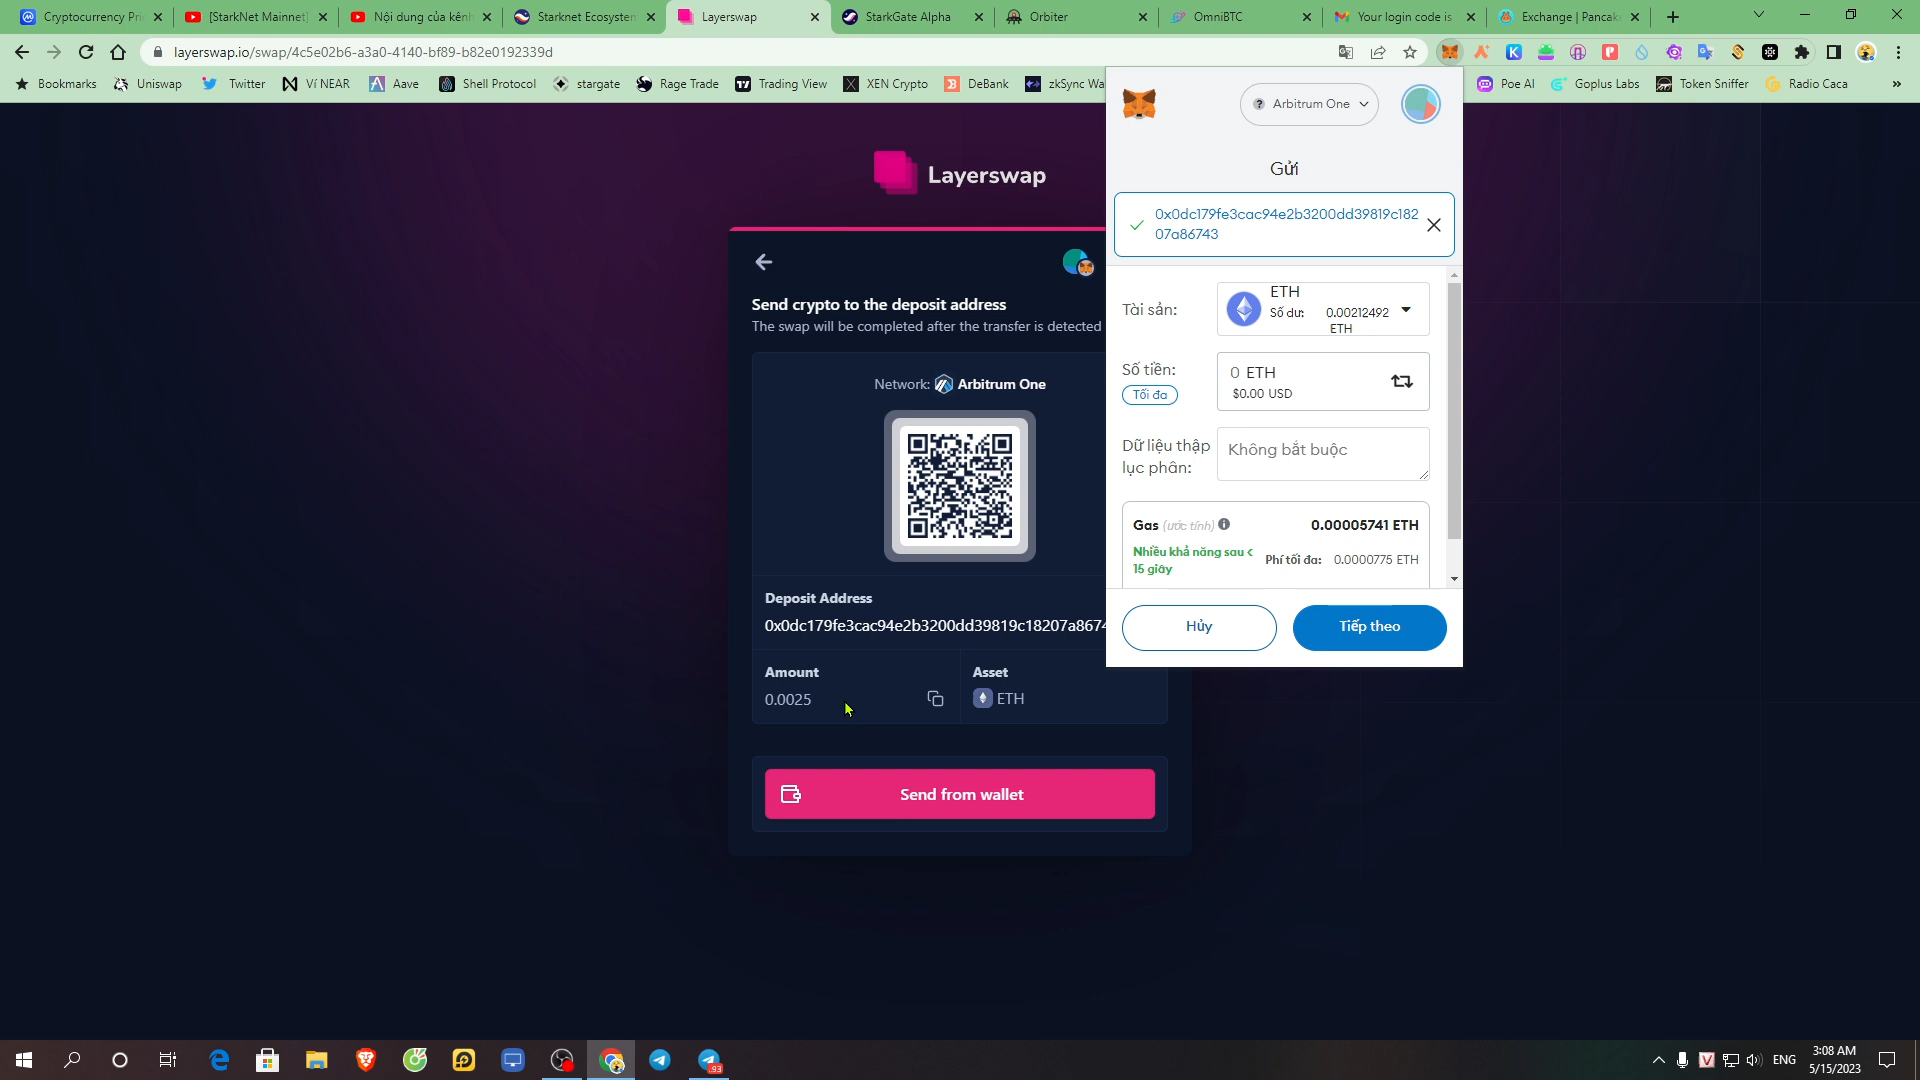 Cryptocurrency Pri
[StarkNet Mainnet]
Nội dung của kênh
Starknet Ecosystem
Layerswap
StarkGate Alpha
Orbiter
OmniBTC
Your login code is
Exchange | Pancak
layerswap.io/swap/4c5e02b6-a3a0-4140-bf89-b82e0192339d
Bookmarks
Uniswap
Twitter
Ví NEAR
Aave
Shell Protocol
stargate
Rage Trade
Trading View
XEN Crypto
DeBank
zkSync Wa
Poe AI
Goplus Labs
Token Sniffer
Radio Caca
»
Layerswap
Send crypto to the deposit address
The swap will be completed after the transfer is detected
Network: Arbitrum One
Deposit Address
0x0dc179fe3cac94e2b3200dd39819c18207a8674
Amount
0.0025
Asset
ETH
Send from wallet
Arbitrum One
Gửi
0x0dc179fe3cac94e2b3200dd39819c182
07a86743
Tài sản:
ETH
Số dư: 0.00212492
ETH
Số tiền:
Tối đa
0 ETH
$0.00 USD
Dữ liệu thập
lục phân:
Không bắt buộc
Gas (ước tính) 0.00005741 ETH
Nhiều khả năng sau <
15 giây
Phí tối đa: 0.0000775 ETH
Hủy
Tiếp theo
93
ENG
3:08 AM
5/15/2023